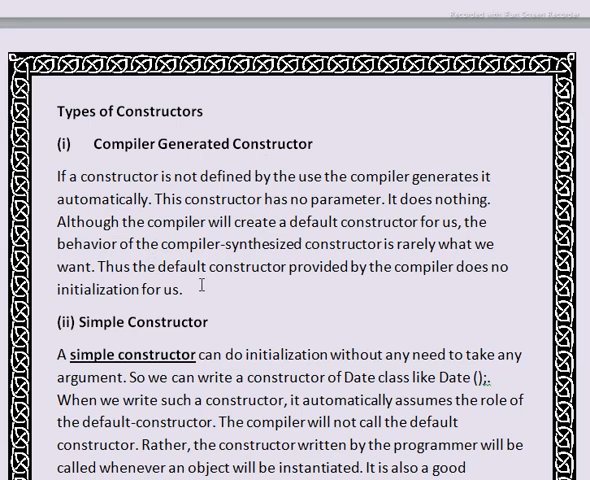 Recorded with iFun Screen Recorder
Types of Constructors
(i) Compiler Generated Constructor
If a constructor is not defined by the use the compiler generates it
automatically. This constructor has no parameter. It does nothing.
Although the compiler will create a default constructor for us, the
behavior of the compiler-synthesized constructor is rarely what we
want. Thus the default constructor provided by the compiler does no
initialization for us.
(ii) Simple Constructor
A simple constructor can do initialization without any need to take any
argument. So we can write a constructor of Date class like Date ();.
When we write such a constructor, it automatically assumes the role of
the default-constructor. The compiler will not call the default
constructor. Rather, the constructor written by the programmer will be
called whenever an object will be instantiated. It is also a good